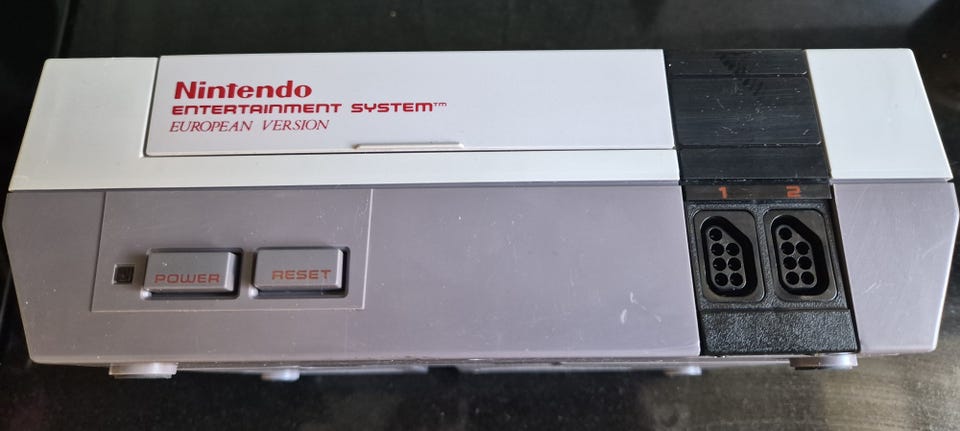 Nintendo
ENTERTAINMENT SYSTEM™
EUROPEAN VERSION
1 2
POWER RESET